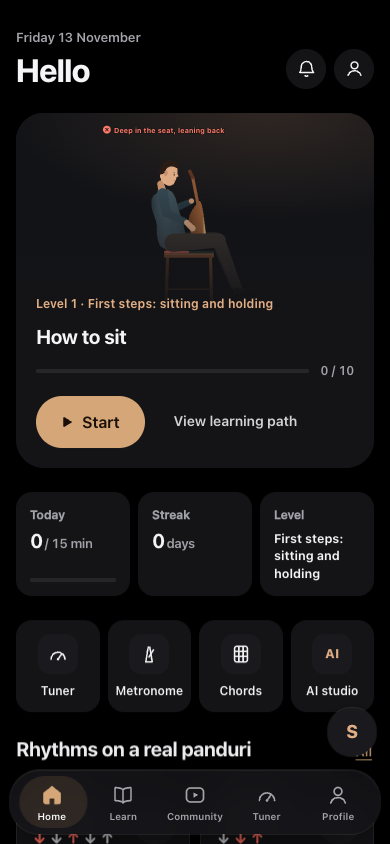 Friday 13 November
Hello
Deep in the seat, leaning back
Level 1 · First steps: sitting and holding
How to sit
0 / 10
Start
View learning path
Today
0 / 15 min
Streak
0 days
Level
First steps:
sitting and
holding
Tuner
Metronome
Chords
AI
AI studio
S
Rhythms on a real panduri
Home
Learn
Community
Tuner
Profile